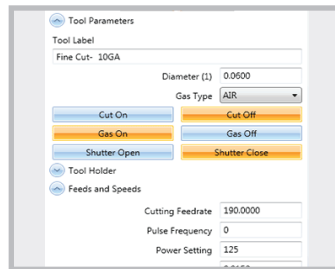 Tool Parameters
Tool Label
Fine Cut- 10GA
Diameter (1) 0.0600
Gas Type AIR
Cut On Cut Off
Gas On Gas Off
Shutter Open Shutter Close
Tool Holder
Feeds and Speeds
Cutting Feedrate 190.0000
Pulse Frequency 0
Power Setting 125